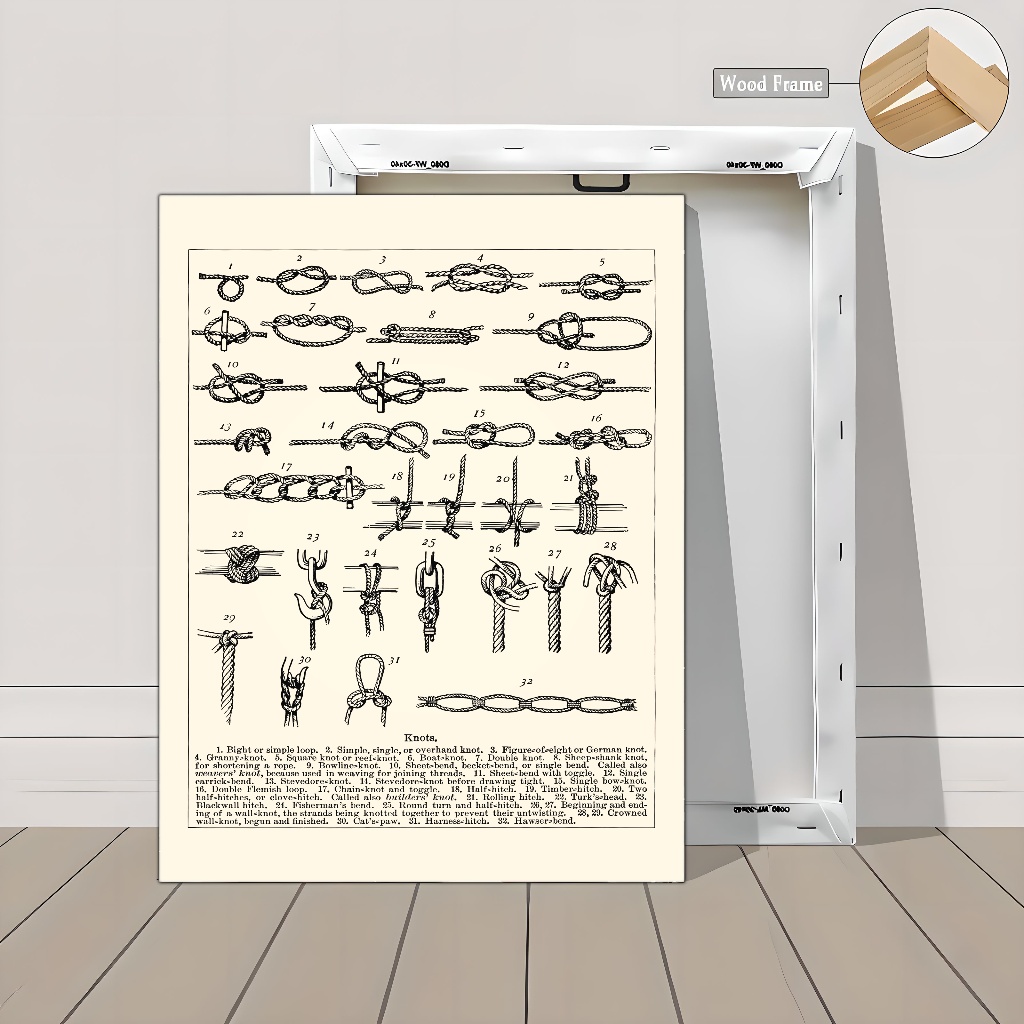 Wood Frame
1
2
3
4
5
6
7
8
9
10
11
12
13
14
15
16
17
18
19
20
21
22
23
24
25
26
27
28
29
30
31
32
Knots.
1. Bight or simple loop. 2. Simple, single, or overhand knot. 3. Figure-of-eight or German knot.
4. Granny-knot. 5. Square knot or reef-knot. 6. Boat-knot. 7. Double knot. 8. Sheep-shank knot,
for shortening a rope. 9. Bowline-knot. 10. Sheet-bend, becket-bend, or single bend. Called also
weavers' knot, because used in weaving for joining threads. 11. Sheet-bend with toggle. 12. Single
carrick-bend. 13. Stevedore-knot. 14. Stevedore-knot before drawing tight. 15. Single bow-knot.
16. Double Flemish loop. 17. Chain-knot and toggle. 18. Half-hitch. 19. Timber-hitch. 20. Two
half-hitches, or clove-hitch. Called also builders' knot. 21. Rolling hitch. 22. Turk's-head. 23.
Blackwall hitch. 24. Fisherman's bend. 25. Round turn and half-hitch. 26, 27. Beginning and end-
ing of a wall-knot, the strands being knotted together to prevent their untwisting. 28, 29. Crowned
wall-knot, begun and finished. 30. Cat's-paw. 31. Harness-hitch. 32. Hawser-bend.